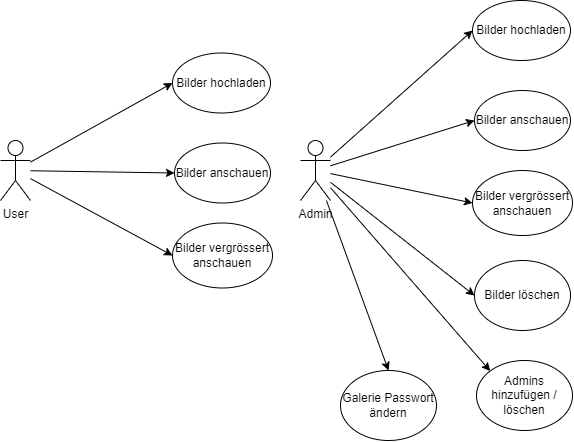 User
Bilder hochladen
Bilder anschauen
Bilder vergrössert
anschauen
Admin
Bilder hochladen
Bilder anschauen
Bilder vergrössert
anschauen
Bilder löschen
Admins
hinzufügen /
löschen
Galerie Passwort
ändern